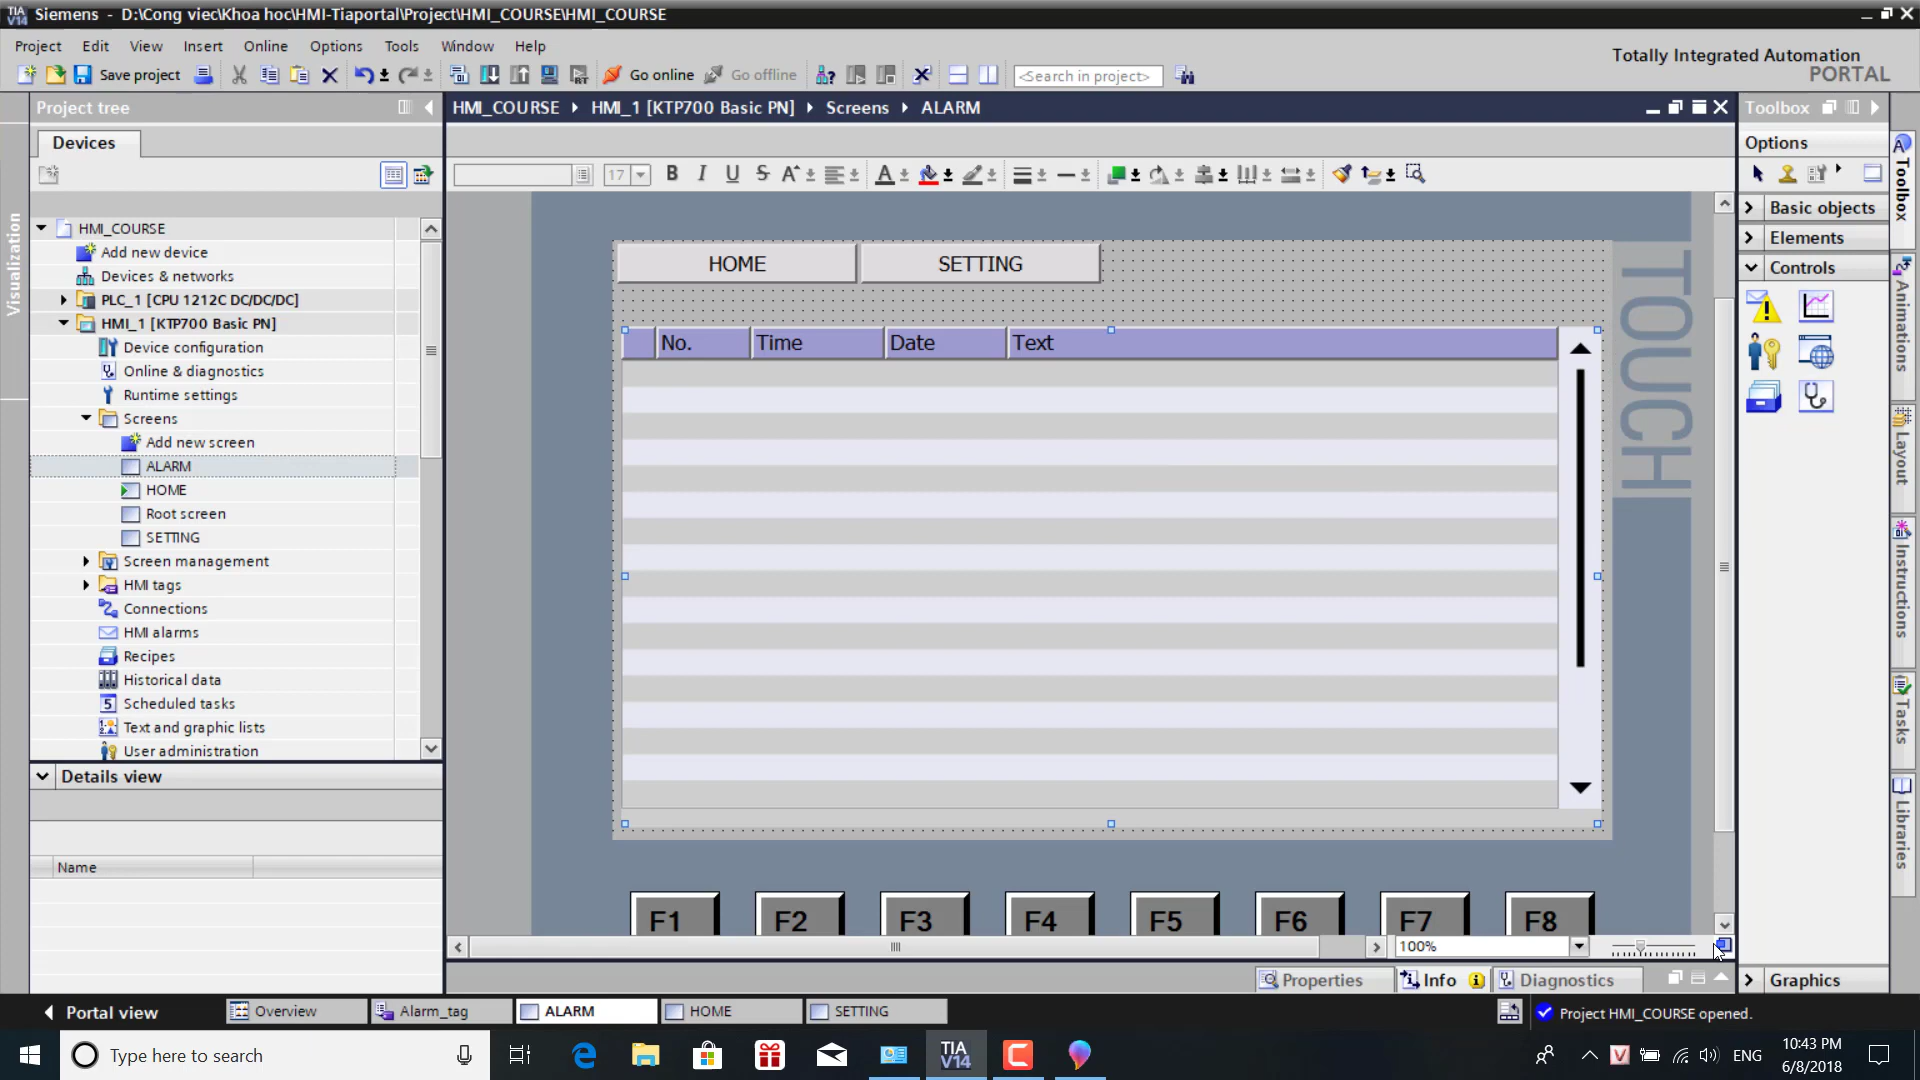 Siemens - D:\Cong viec\Khoa hoc\HMI-Tiaportal\Project\HMI_COURSE\HMI_COURSE
Project Edit View Insert Online Options Tools Window Help
Totally Integrated Automation
PORTAL
Save project
Go online
Go offline
<Search in project>
Project tree
HMI_COURSE HMI_1 [KTP700 Basic PN] Screens ALARM
Toolbox
Devices
Options
17
B I U S
Basic objects
Elements
Controls
Visualization
HMI_COURSE
Add new device
Devices & networks
PLC_1 [CPU 1212C DC/DC/DC]
HMI_1 [KTP700 Basic PN]
Device configuration
Online & diagnostics
Runtime settings
Screens
Add new screen
ALARM
HOME
Root screen
SETTING
Screen management
HMI tags
Connections
HMI alarms
Recipes
Historical data
Scheduled tasks
Text and graphic lists
User administration
HOME SETTING
No. Time Date Text
TOUCH
Toolbox
Animations
Layout
Instructions
Tasks
Libraries
Details view
Name
F1 F2 F3 F4 F5 F6 F7 F8
100%
Properties Info Diagnostics
Graphics
Portal view Overview Alarm_tag ALARM HOME SETTING
Project HMI_COURSE opened.
Type here to search
TIA
V14
ENG
10:43 PM
6/8/2018